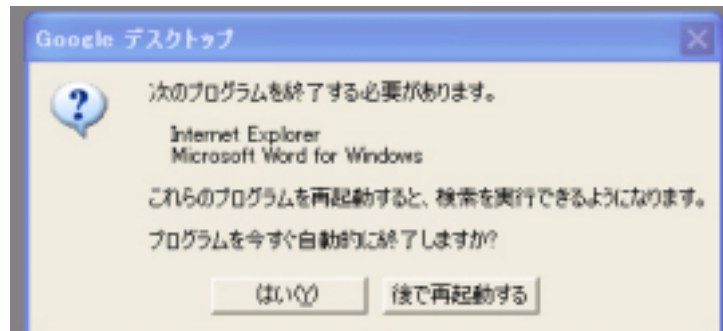 Google デスクトップ
次のプログラムを終了する必要があります。
Internet Explorer
Microsoft Word for Windows
これらのプログラムを再起動すると、検索を実行できるようになります。
プログラムを今すぐ自動的に終了しますか?
はい(Y)
後で再起動する